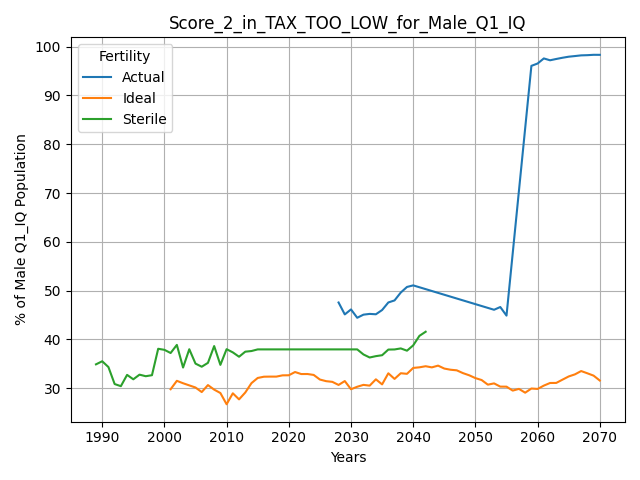 Score_2_in_TAX_TOO_LOW_for_Male_Q1_IQ
Fertility
Actual
Ideal
Sterile
% of Male Q1_IQ Population
100
90
80
70
60
50
40
30
1990 2000 2010 2020 2030 2040 2050 2060 2070
Years